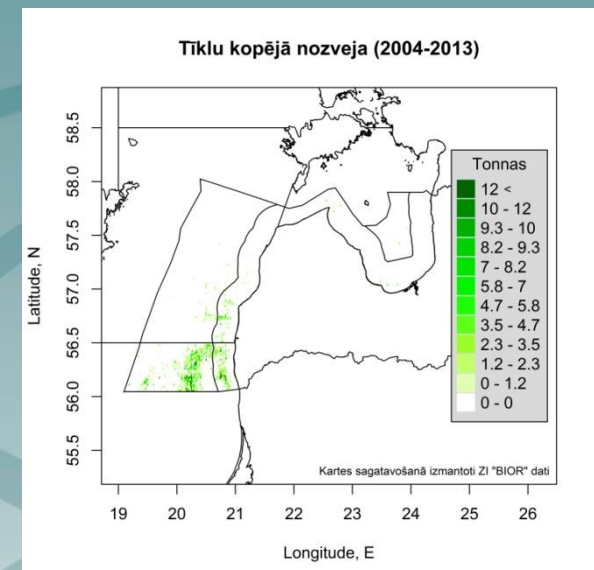 Tīklu kopējā nozveja (2004-2013)
Latitude, N
58.5
58.0
57.5
57.0
56.5
56.0
55.5
Tonnas
12 <
10 - 12
9.3 - 10
8.2 - 9.3
7 - 8.2
5.8 - 7
4.7 - 5.8
3.5 - 4.7
2.3 - 3.5
1.2 - 2.3
0 - 1.2
0 - 0
Kartes sagatavošanā izmantoti ZI "BIOR" dati
19 20 21 22 23 24 25 26
Longitude, E